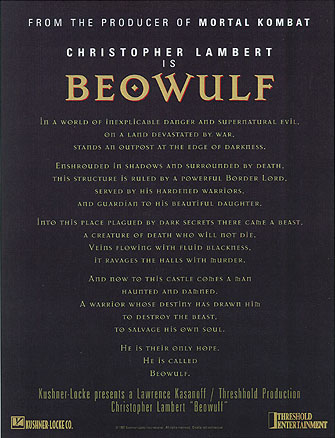 FROM THE PRODUCER OF MORTAL KOMBAT
CHRISTOPHER LAMBERT
IS
BEOWULF
IN A WORLD OF INEXPLICABLE DANGER AND SUPERNATURAL EVIL,
ON A LAND DEVASTATED BY WAR,
STANDS AN OUTPOST AT THE EDGE OF DARKNESS.
ENSHROUDED IN SHADOWS AND SURROUNDED BY DEATH,
THIS STRUCTURE IS RULED BY A POWERFUL BORDER LORD,
SERVED BY HIS HARDENED WARRIORS,
AND GUARDIAN TO HIS BEAUTIFUL DAUGHTER.
INTO THIS PLACE PLAGUED BY DARK SECRETS THERE CAME A BEAST,
A CREATURE OF DEATH WHO WILL NOT DIE.
VEINS FLOWING WITH FLUID BLACKNESS,
IT RAVAGES THE HALLS WITH MURDER.
AND NOW TO THIS CASTLE COMES A MAN
HAUNTED AND DAMNED.
A WARRIOR WHOSE DESTINY HAS DRAWN HIM
TO DESTROY THE BEAST,
TO SALVAGE HIS OWN SOUL.
HE IS THEIR ONLY HOPE.
HE IS CALLED
BEOWULF.
Kushner-Locke presents a Lawrence Kasanoff / Threshhold Production
Christopher Lambert "Beowulf"
KUSHNER-LOCKE CO.
THRESHOLD
ENTERTAINMENT